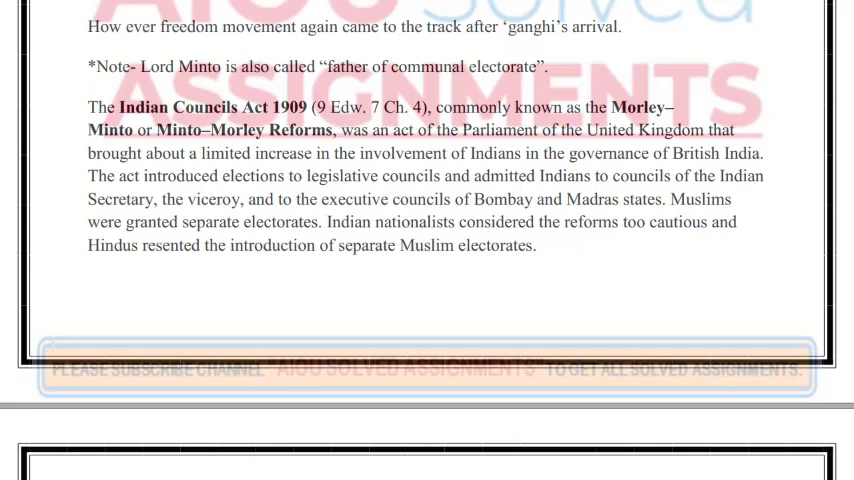 AIOU Solved
ASSIGNMENTS
How ever freedom movement again came to the track after ‘ganghi’s arrival.
*Note- Lord Minto is also called “father of communal electorate”.
The Indian Councils Act 1909 (9 Edw. 7 Ch. 4), commonly known as the Morley–
Minto or Minto–Morley Reforms, was an act of the Parliament of the United Kingdom that
brought about a limited increase in the involvement of Indians in the governance of British India.
The act introduced elections to legislative councils and admitted Indians to councils of the Indian
Secretary, the viceroy, and to the executive councils of Bombay and Madras states. Muslims
were granted separate electorates. Indian nationalists considered the reforms too cautious and
Hindus resented the introduction of separate Muslim electorates.
PLEASE SUBSCRIBE CHANNEL "AIOU SOLVED ASSIGNMENTS" TO GET ALL SOLVED ASSIGNMENTS.